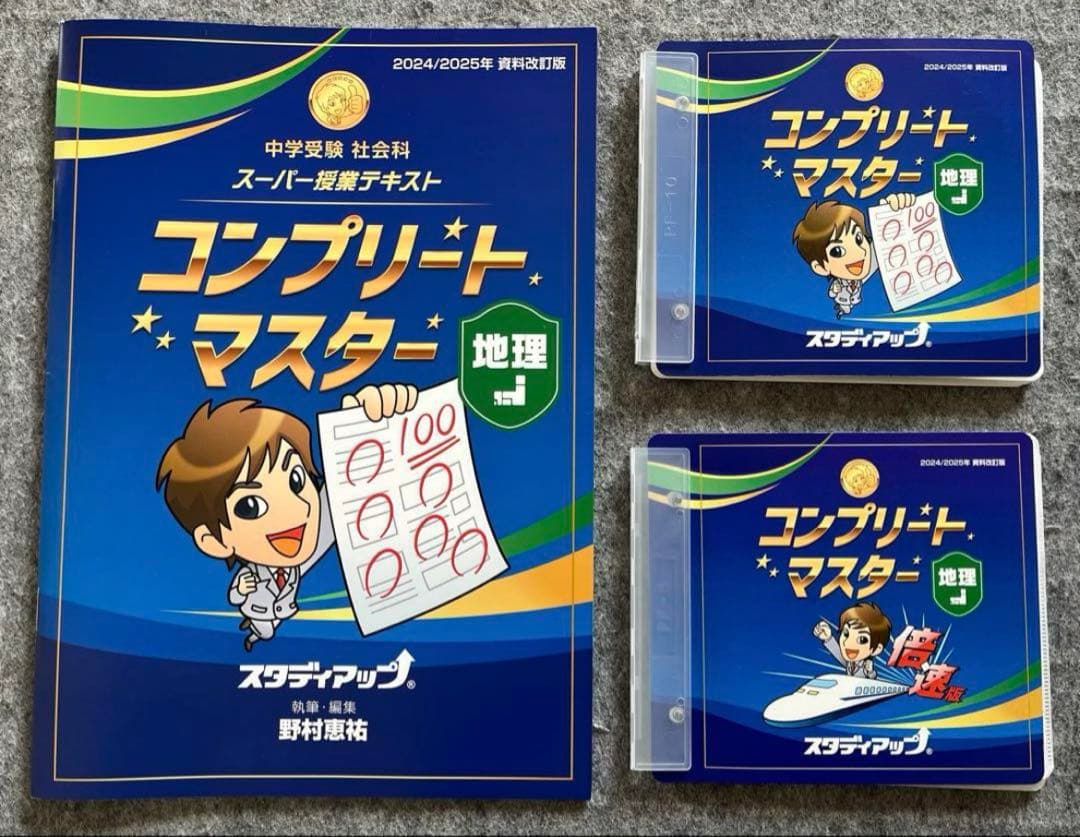 2024/2025年 資料改訂版
中学受験 社会科
スーパー授業テキスト
コンプリート
マスター
地理
100
スタディアップ®
執筆・編集
野村恵祐
2024/2025年 資料改訂版
コンプリート
マスター
地理
100
スタディアップ®
PF-10
2024/2025年 資料改訂版
コンプリート
マスター
地理
倍速版
スタディアップ®